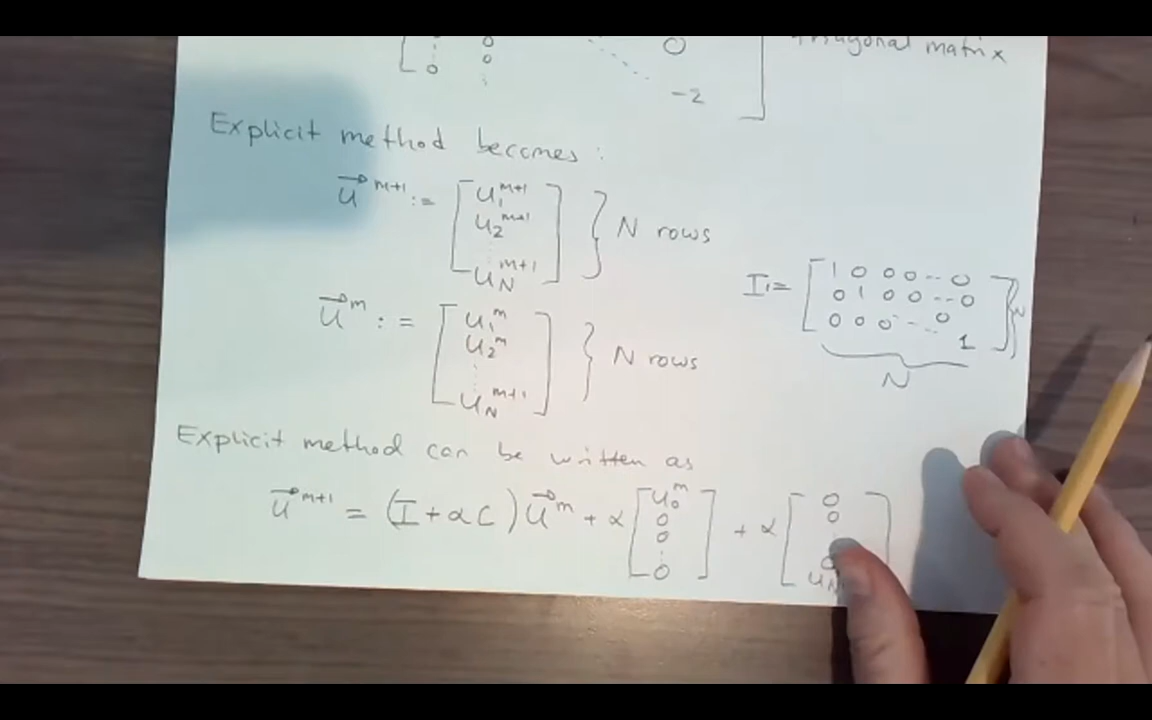 [ ⋮ 0 0 -2 ] matrix
Explicit method becomes :
u⃗^{m+1} := [ u_1^{m+1} u_2^{m+1} ⋮ u_N^{m+1} ] } N rows
I := [ 1 0 0 0 -- 0
0 1 0 0 -- 0
0 0 0 -- 0
1 ] } N
N
u⃗^m := [ u_1^m u_2^m ⋮ u_N^{m+1} ] } N rows
Explicit method can be written as
u⃗^{m+1} = (I + αC) u⃗^m + α [ u_0^m 0 0 ⋮ 0 ] + α [ 0 0 ⋮ 0